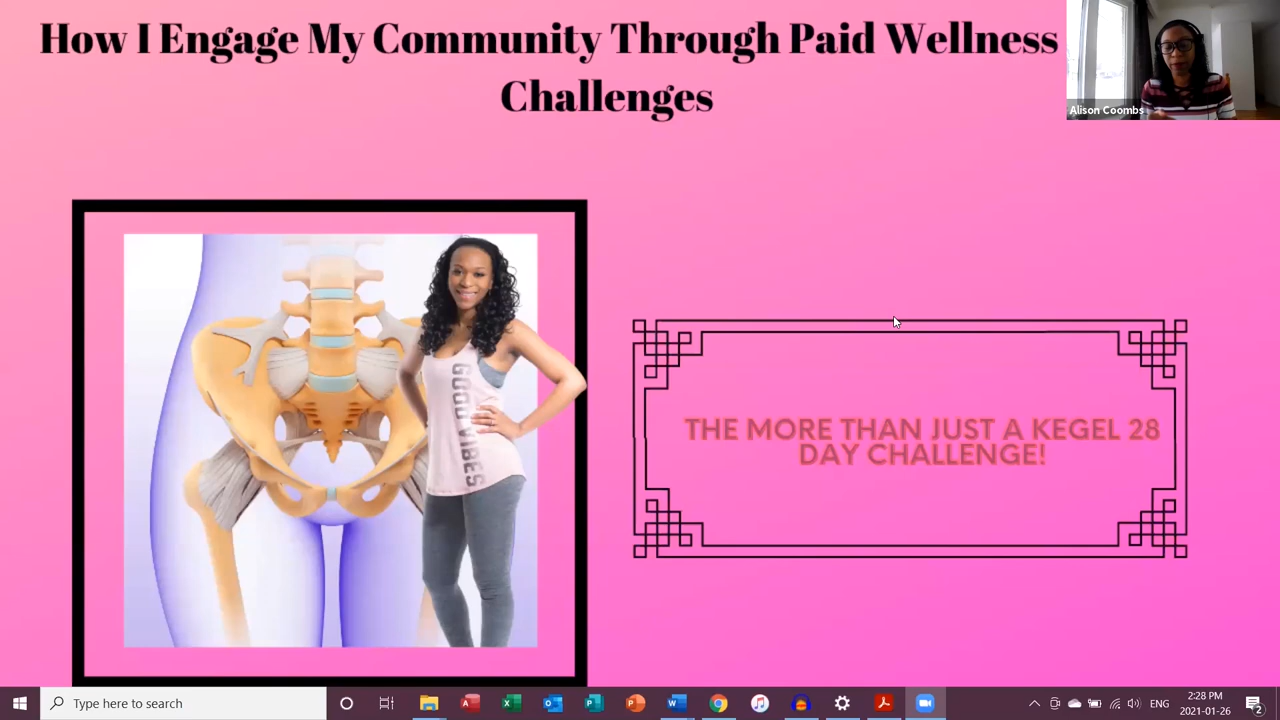 How I Engage My Community Through Paid Wellness
Challenges
Alison Coombs
GOOD VIBES
THE MORE THAN JUST A KEGEL 28
DAY CHALLENGE!
Type here to search
ENG
2:28 PM
2021-01-26
2